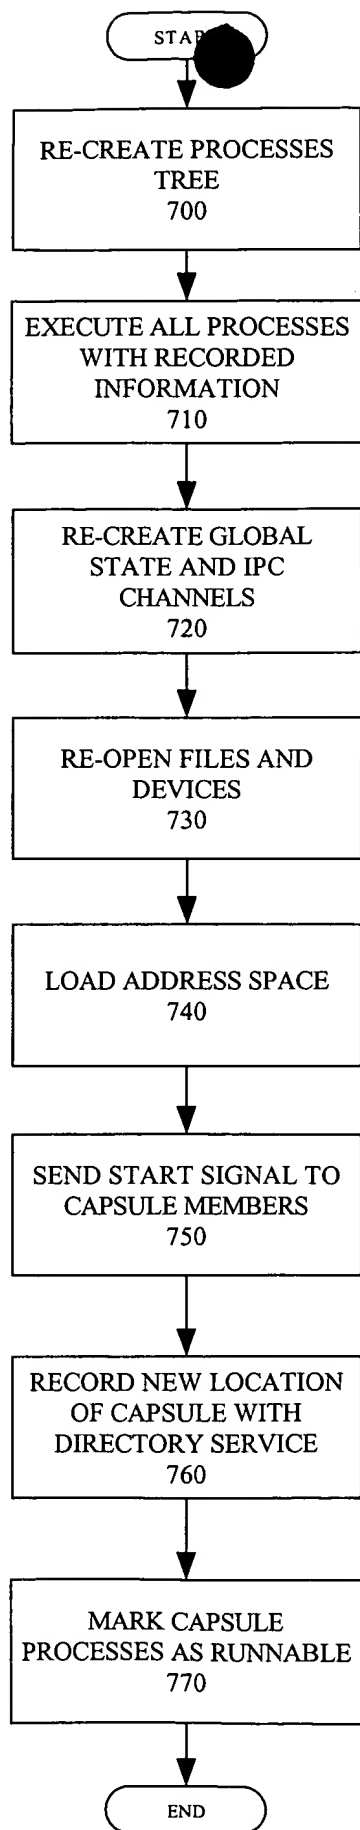 RE-CREATE PROCESSES
TREE
700
EXECUTE ALL PROCESSES
WITH RECORDED
INFORMATION
710
RE-CREATE GLOBAL
STATE AND IPC
CHANNELS
720
RE-OPEN FILES AND
DEVICES
730
LOAD ADDRESS SPACE
740
SEND START SIGNAL TO
CAPSULE MEMBERS
750
RECORD NEW LOCATION
OF CAPSULE WITH
DIRECTORY SERVICE
760
MARK CAPSULE
PROCESSES AS RUNNABLE
770
END